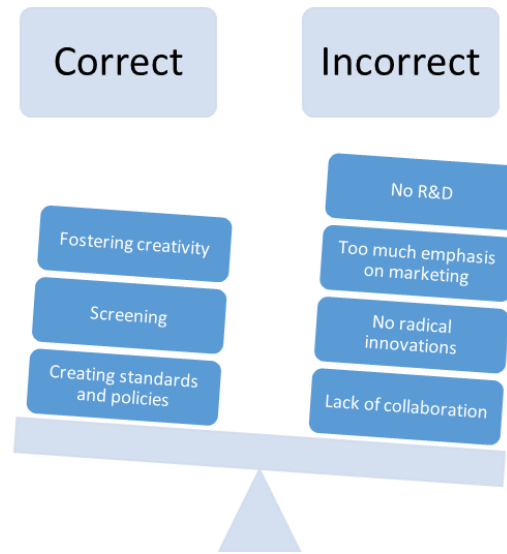 Correct
Incorrect
Fostering creativity
Screening
Creating standards
and policies
No R&D
Too much emphasis
on marketing
No radical
innovations
Lack of collaboration